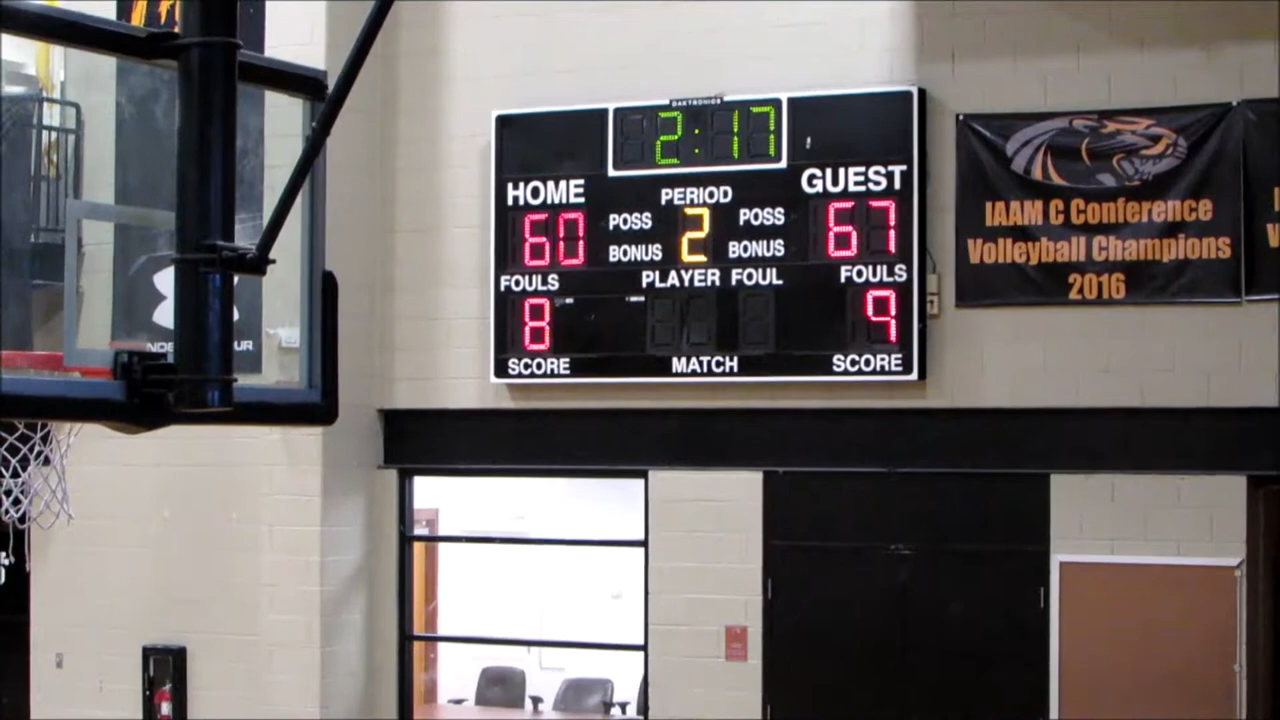 DAKTRONICS
2:17
HOME PERIOD GUEST
60 POSS 2 POSS 67
BONUS BONUS
FOULS PLAYER FOUL FOULS
8 9
SCORE MATCH SCORE
IAAM C Conference
Volleyball Champions
2016